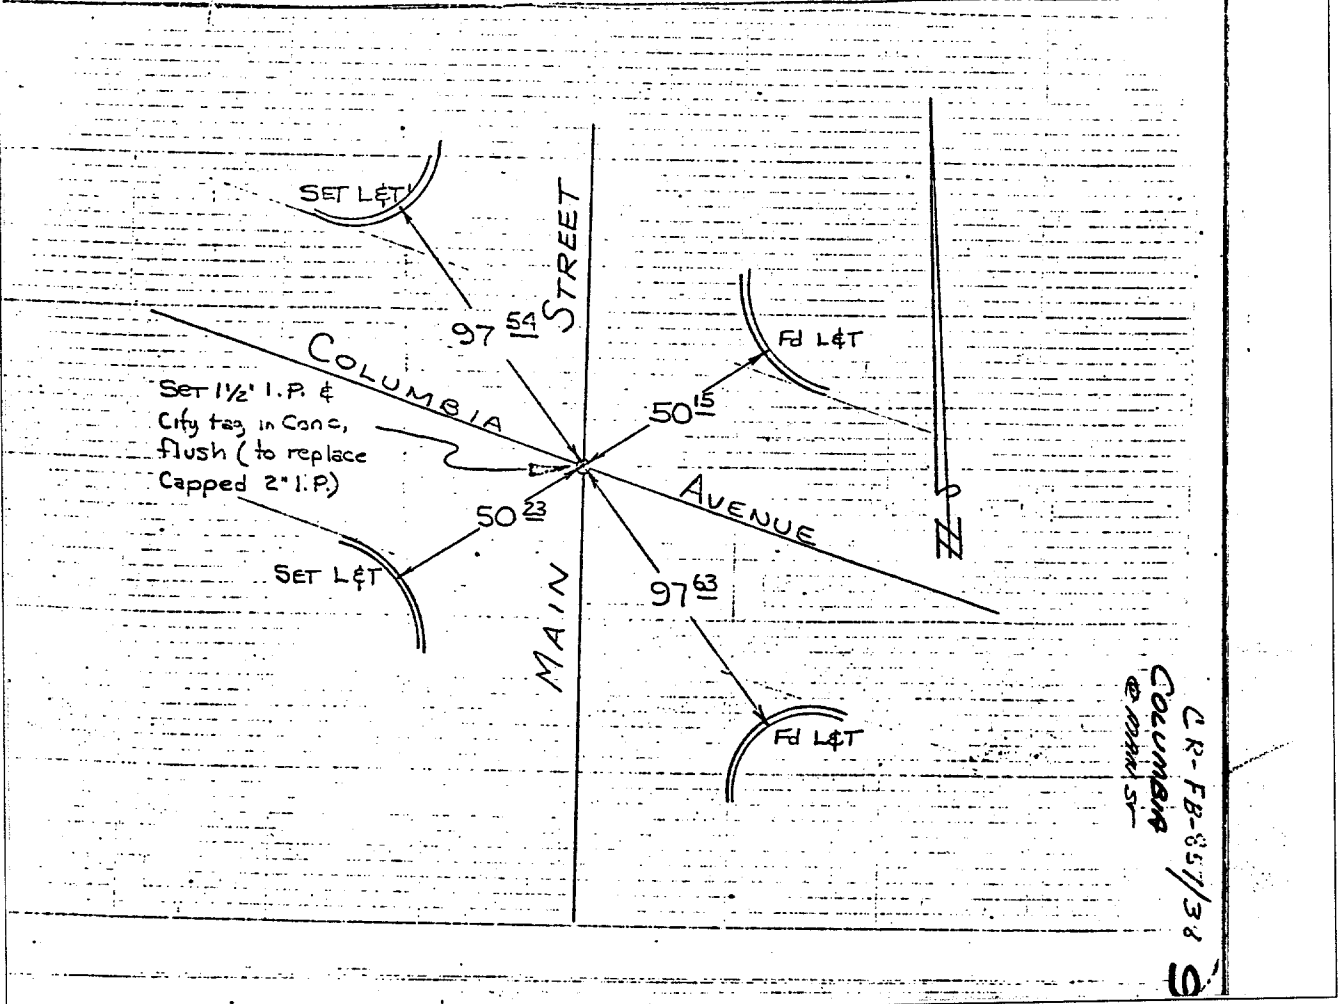 SET L&T
STREET
97 54
Fd L&T
COLUMBIA
Set 1½" I.P. &
City tag in Conc,
flush (to replace
Capped 2" I.P.)
50 15
AVENUE
50 23
SET L&T
97 63
MAIN
Fd L&T
CR-FB-857/38
COLUMBIA
@ MAIN ST